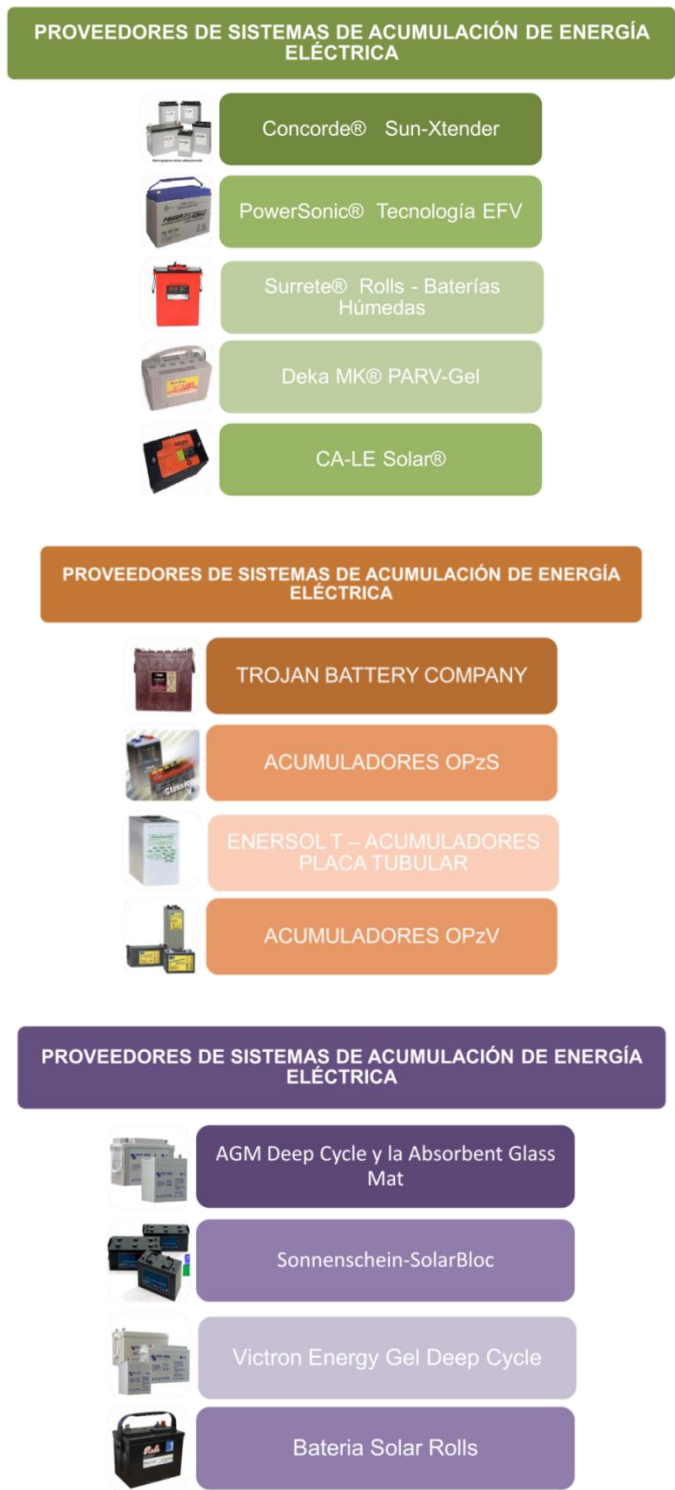 PROVEEDORES DE SISTEMAS DE ACUMULACIÓN DE ENERGÍA
ELÉCTRICA
Concorde® Sun-Xtender
PowerSonic® Tecnología EFV
Surrete® Rolls - Baterías
Húmedas
Deka MK® PARV-Gel
CA-LE Solar®
PROVEEDORES DE SISTEMAS DE ACUMULACIÓN DE ENERGÍA
ELÉCTRICA
TROJAN BATTERY COMPANY
ACUMULADORES OPzS
ENERSOL T – ACUMULADORES
PLACA TUBULAR
ACUMULADORES OPzV
PROVEEDORES DE SISTEMAS DE ACUMULACIÓN DE ENERGÍA
ELÉCTRICA
AGM Deep Cycle y la Absorbent Glass
Mat
Sonnenschein-SolarBloc
Victron Energy Gel Deep Cycle
Bateria Solar Rolls